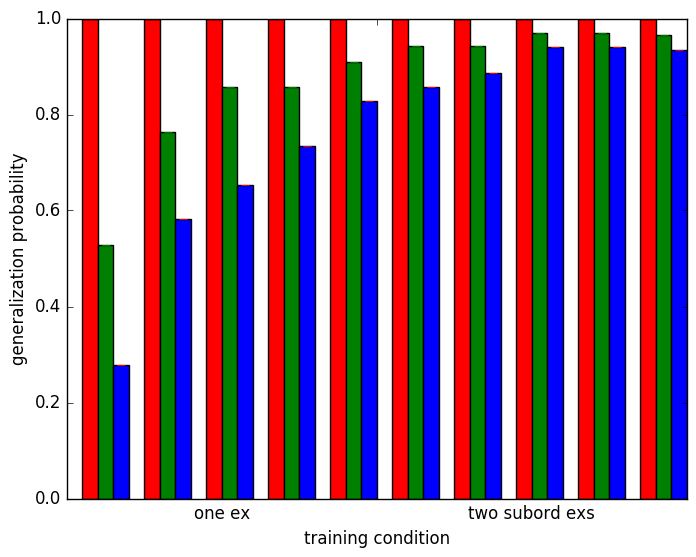 1.0
0.8
0.6
0.4
0.2
0.0
generalization probability
one ex two subord exs
training condition